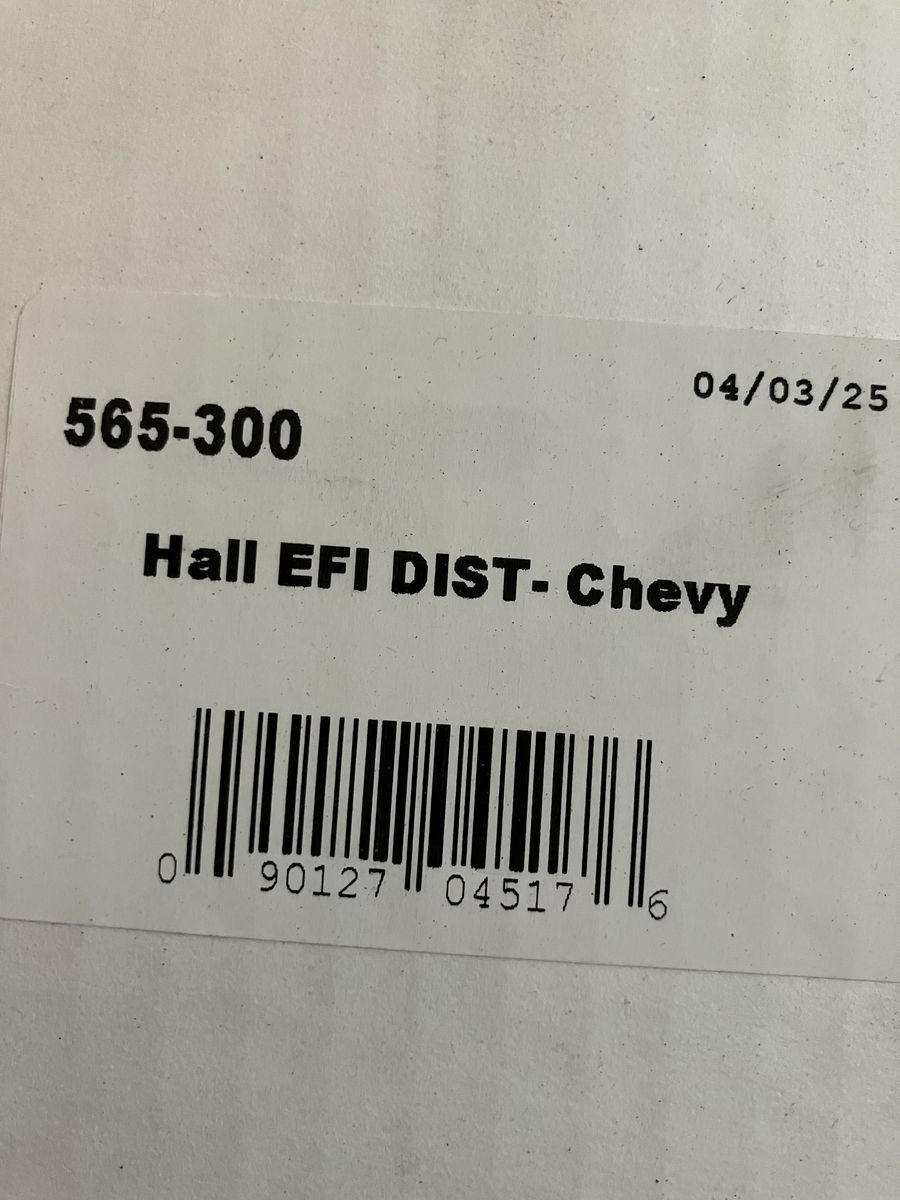 04/03/25
565-300
Hall EFI DIST- Chevy
0 90127 04517 6